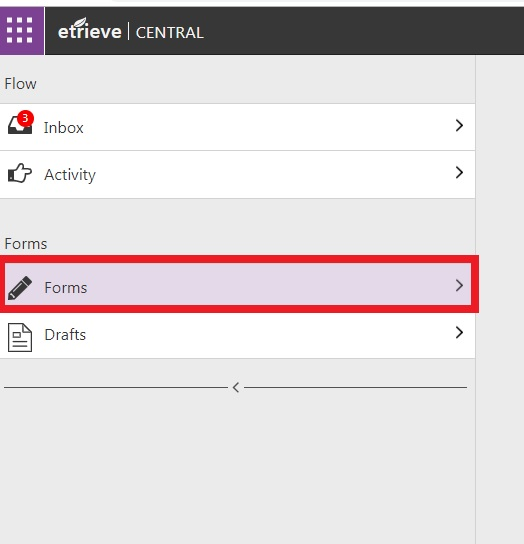 etrieve CENTRAL
Flow
3
Inbox
Activity
Forms
Forms
Drafts